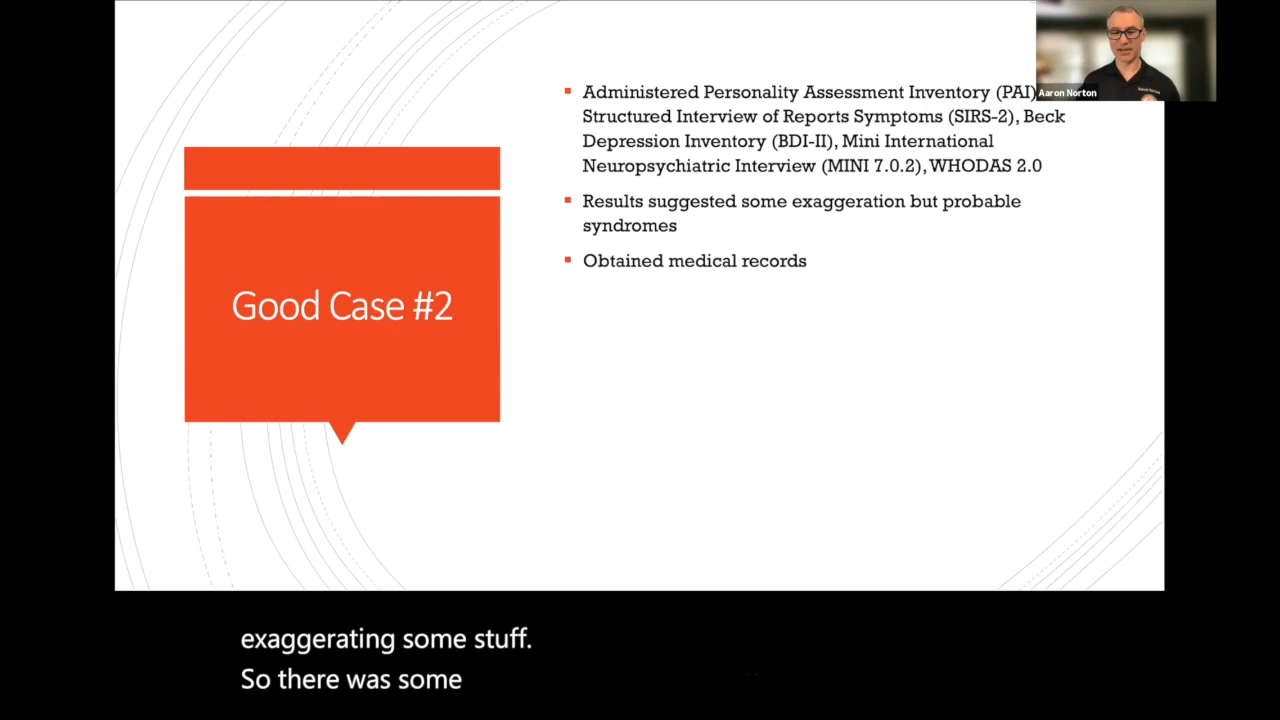 Administered Personality Assessment Inventory (PAI)
Structured Interview of Reports Symptoms (SIRS-2), Beck
Depression Inventory (BDI-II), Mini International
Neuropsychiatric Interview (MINI 7.0.2), WHODAS 2.0
Results suggested some exaggeration but probable
syndromes
Obtained medical records
Good Case #2
Aaron Norton
exaggerating some stuff.
So there was some